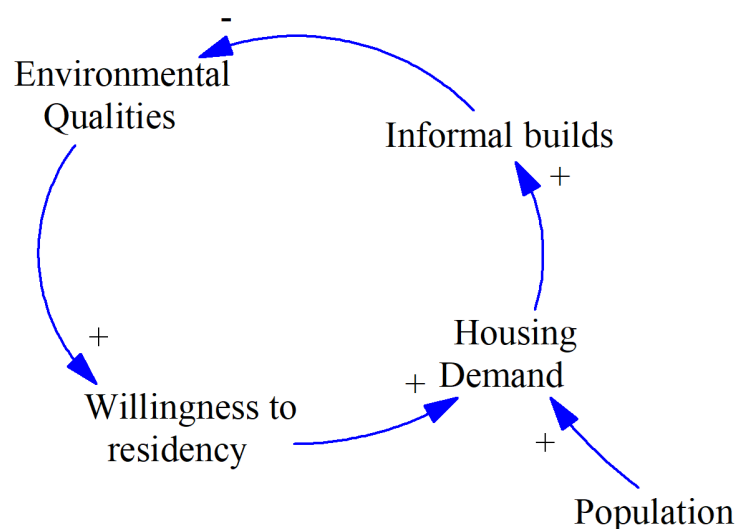 -
Environmental
Qualities
Informal builds
+
+
Housing
Demand
+
Willingness to
residency
+
Population